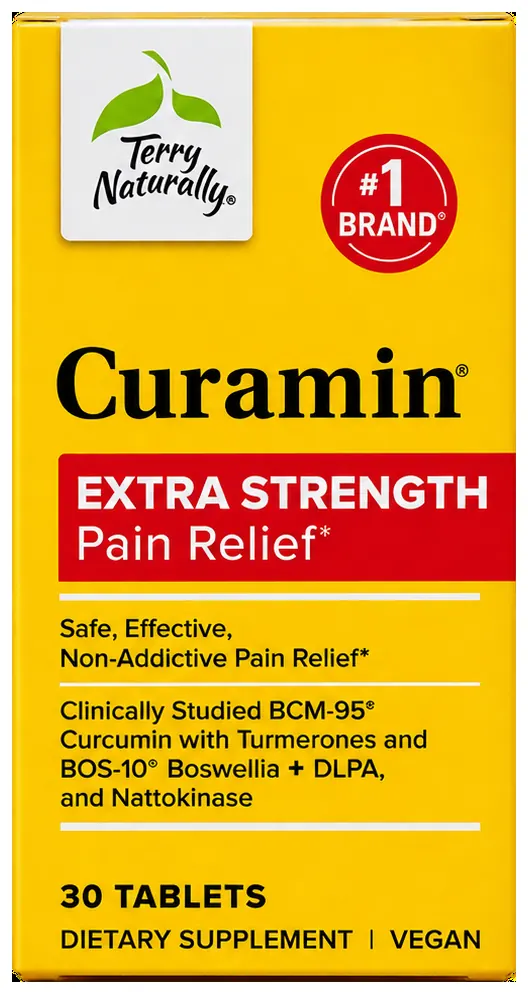 Terry
Naturally®
#1
BRAND®
Curamin®
EXTRA STRENGTH
Pain Relief*
Safe, Effective,
Non-Addictive Pain Relief*
Clinically Studied BCM-95®
Curcumin with Turmerones and
BOS-10® Boswellia + DLPA,
and Nattokinase
30 TABLETS
DIETARY SUPPLEMENT | VEGAN